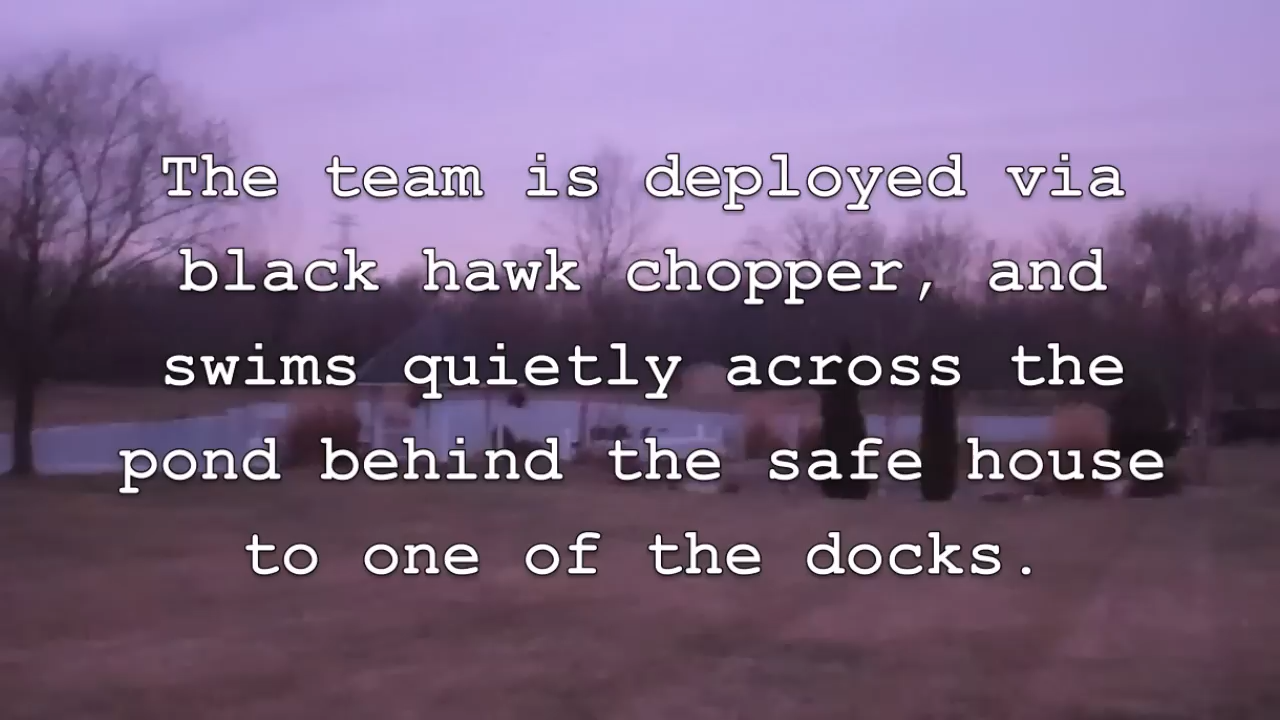 The team is deployed via
black hawk chopper, and
swims quietly across the
pond behind the safe house
to one of the docks.